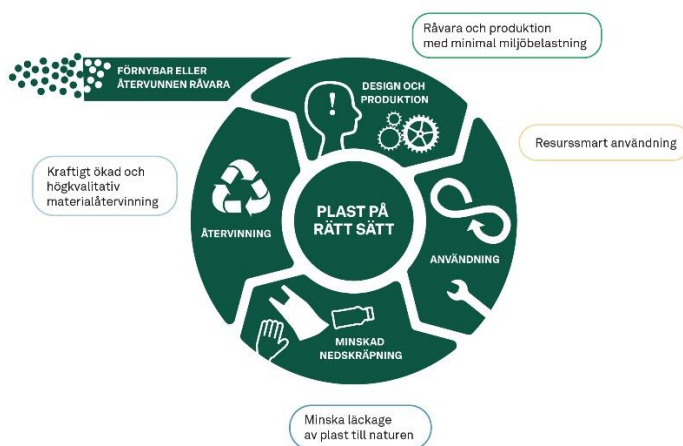 Råvara och produktion
med minimal miljöbelastning
FÖRNYBAR ELLER
ÅTERVUNNEN RÅVARA
DESIGN OCH
PRODUKTION
!
Resurssmart användning
Kraftigt ökad och
högkvalitativ
materialåtervinning
PLAST PÅ
RÄTT SÄTT
ÅTERVINNING
ANVÄNDNING
MINSKAD
NEDSKRÄPNING
Minska läckage
av plast till naturen